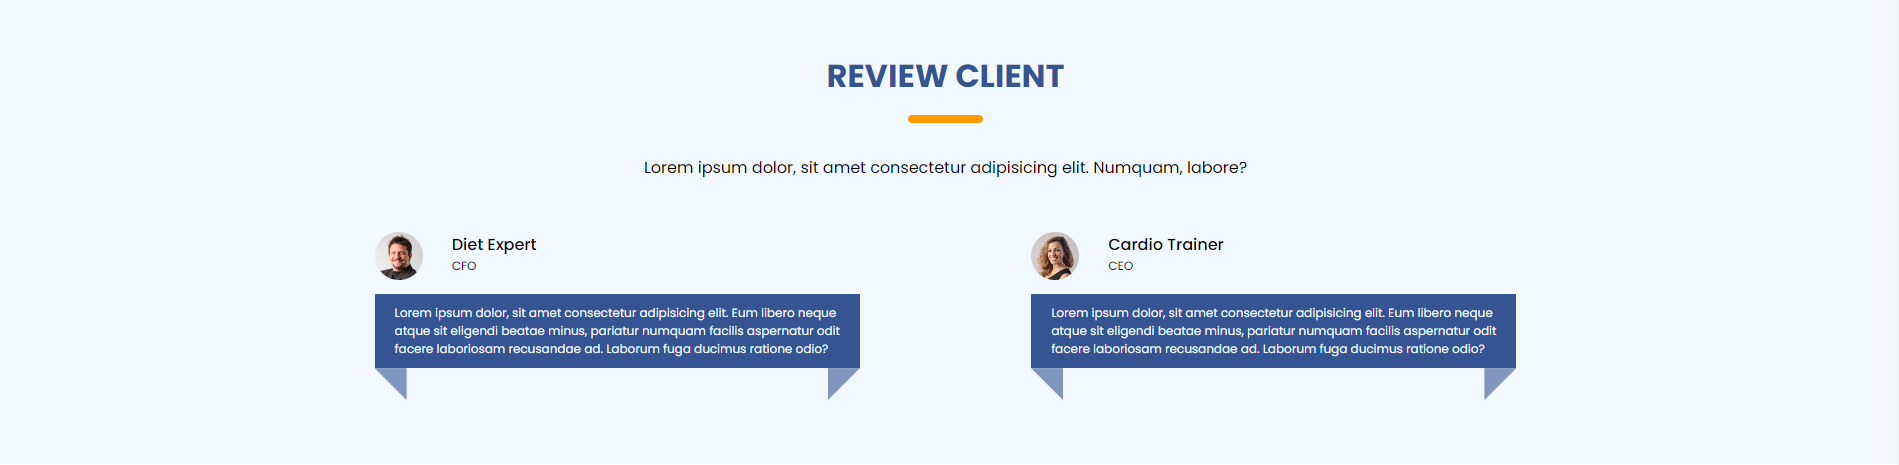 REVIEW CLIENT
Lorem ipsum dolor, sit amet consectetur adipisicing elit. Numquam, labore?
Diet Expert
CFO
Lorem ipsum dolor, sit amet consectetur adipisicing elit. Eum libero neque
atque sit eligendi beatae minus, pariatur numquam facilis aspernatur odit
facere laboriosam recusandae ad. Laborum fuga ducimus ratione odio?
Cardio Trainer
CEO
Lorem ipsum dolor, sit amet consectetur adipisicing elit. Eum libero neque
atque sit eligendi beatae minus, pariatur numquam facilis aspernatur odit
facere laboriosam recusandae ad. Laborum fuga ducimus ratione odio?